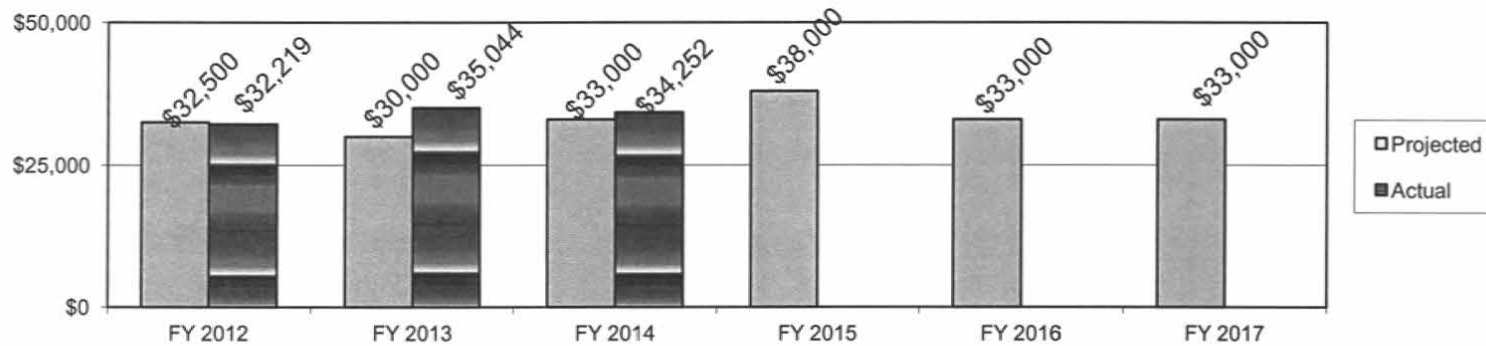 $50,000
$25,000
$0
$32,500
$32,219
$30,000
$35,044
$33,000
$34,252
$38,000
$33,000
$33,000
FY 2012
FY 2013
FY 2014
FY 2015
FY 2016
FY 2017
Projected
Actual